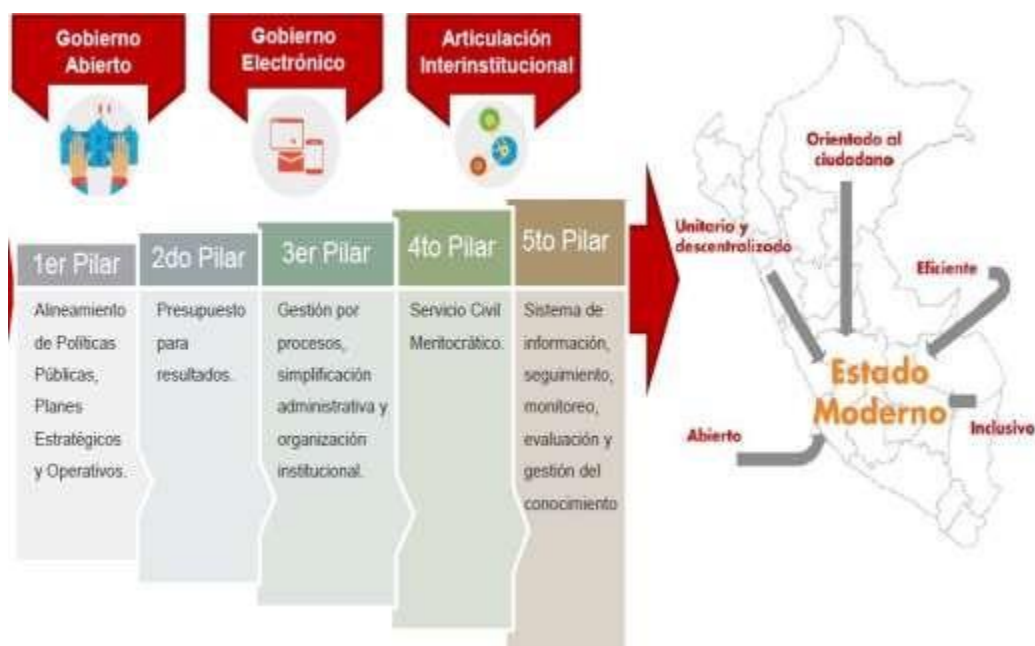 Gobierno
Abierto
Gobierno
Electrónico
Articulación
Interinstitucional
1er Pilar
Alineamiento
de Políticas
Públicas,
Planes
Estratégicos
y Operativos.
2do Pilar
Presupuesto
para
resultados.
3er Pilar
Gestión por
procesos,
simplificación
administrativa y
organización
institucional.
4to Pilar
Servicio Civil
Meritocrático.
5to Pilar
Sistema de
información,
seguimiento,
monitoreo,
evaluación y
gestión del
conocimiento
Orientado al
ciudadano
Unitario y
descentralizado
Eficiente
Estado
Moderno
Inclusivo
Abierto